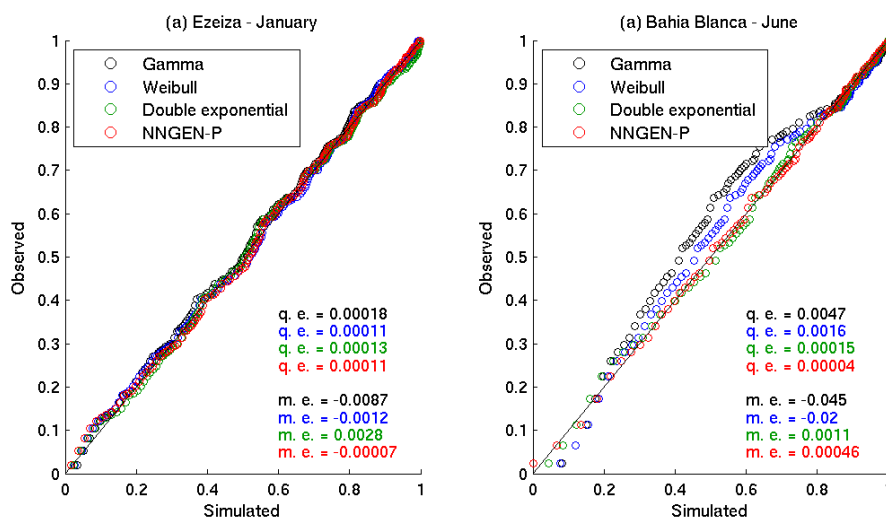 (a) Ezeiza - January
1
0.9
0.8
0.7
0.6
0.5
0.4
0.3
0.2
0.1
0
Observed
Gamma
Weibull
Double exponential
NNGEN-P
q. e. = 0.00018
q. e. = 0.00011
q. e. = 0.00013
q. e. = 0.00011
m. e. = -0.0087
m. e. = -0.0012
m. e. = 0.0028
m. e. = -0.00007
0 0.2 0.4 0.6 0.8 1
Simulated
(a) Bahia Blanca - June
1
0.9
0.8
0.7
0.6
0.5
0.4
0.3
0.2
0.1
0
Observed
Gamma
Weibull
Double exponential
NNGEN-P
q. e. = 0.0047
q. e. = 0.0016
q. e. = 0.00015
q. e. = 0.00004
m. e. = -0.045
m. e. = -0.02
m. e. = 0.0011
m. e. = 0.00046
0 0.2 0.4 0.6 0.8 1
Simulated